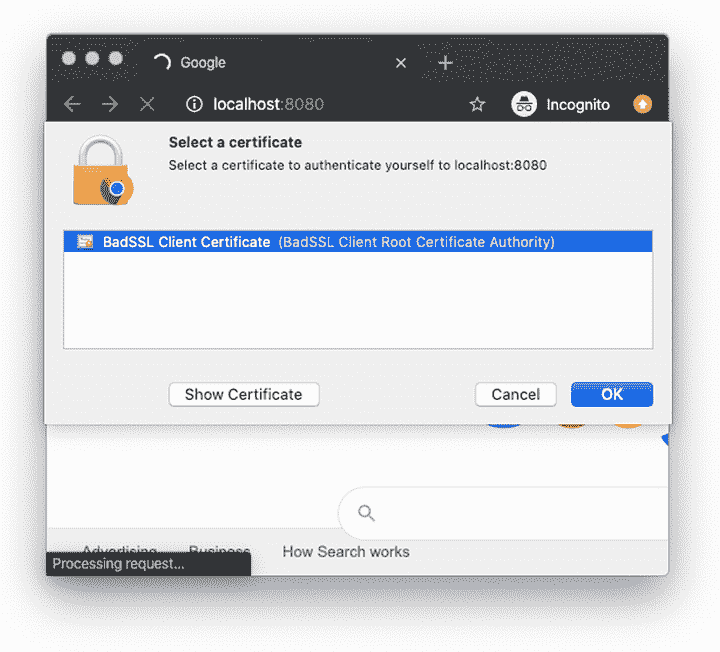 Google
localhost:8080
Incognito
Select a certificate
Select a certificate to authenticate yourself to localhost:8080
BadSSL Client Certificate (BadSSL Client Root Certificate Authority)
Show Certificate
Cancel
OK
Advertising
Business
How Search works
Processing request...